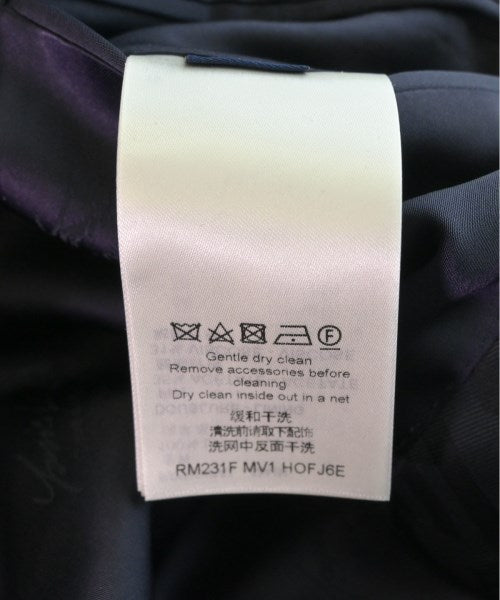 Gentle dry clean
Remove accessories before
cleaning
Dry clean inside out in a net
缓和干洗
清洗前请取下配饰
洗网中反面干洗
RM231F MV1 HOFJ6E